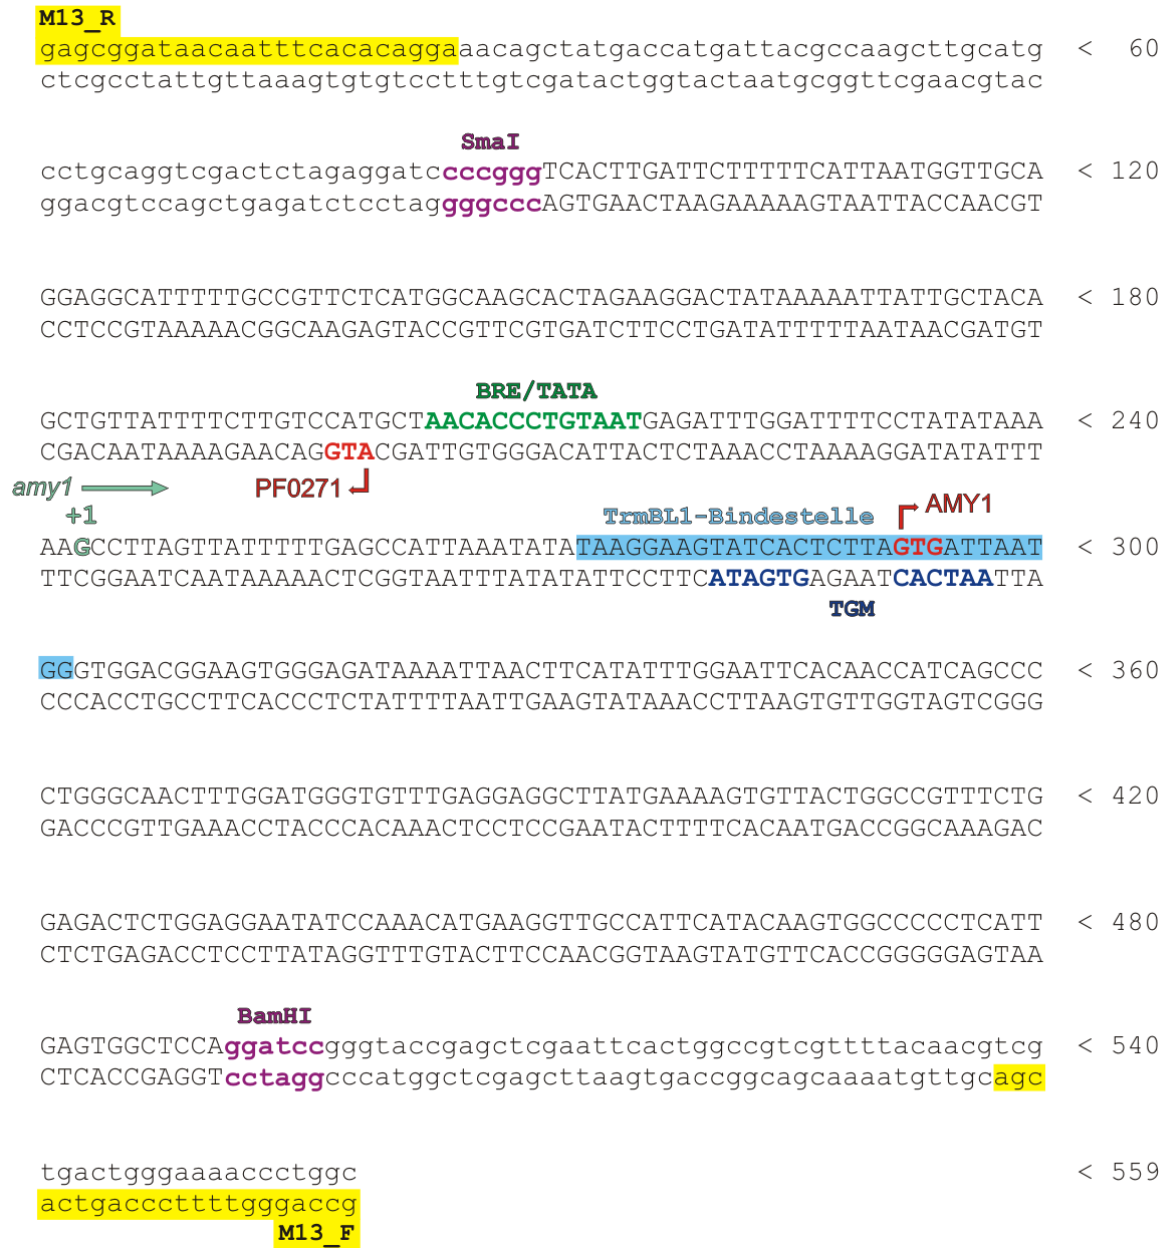 M13_R
gagcggataacaatttcacacaggaaacagctatgaccatgattacgccaagcttgcatg < 60
ctcgcctattgttaaagtgtgtcctttgtcgatactggtactaatgcggttcgaacgtac
SmaI
cctgcaggtcgactctagaggatccccgggTCACTTGATTCTTTTTCATTAATGGTTGCA < 120
ggacgtccagctgagatctcctaggggcccAGTGAACTAAGAAAAAGTAATTACCAACGT
GGAGGCATTTTTGCCGTTCTCATGGCAAGCACTAGAAGGACTATAAAAATTATTGCTACA < 180
CCTCCGTAAAAACGGCAAGAGTACCGTTCGTGATCTTCCTGATATTTTTAATAACGATGT
BRE/TATA
GCTGTTATTTTCTTGTCCATGCTAACACCCTGTAATGAGATTTGGATTTTCCTATATAAA < 240
CGACAATAAAAGAACAGGTACGATTGTGGGACATTACTCTAAACCTAAAAGGATATATTT
amy1 PF0271
+1 TrmBL1-Bindestelle AMY1
AAGCCTTAGTTATTTTTGAGCCATTAAATATATAAGGAAGTATCACTCTTAGTGATTAAT < 300
TTCGGAATCAATAAAAACTCGGTAATTTATATATTCCTTCATAGTGAGAATCACTAATTA
TGM
GGGTGGACGGAAGTGGGAGATAAAATTAACTTCATATTTGGAATTCACAACCATCAGCCC < 360
CCCACCTGCCTTCACCCTCTATTTTAATTGAAGTATAAACCTTAAGTGTTGGTAGTCGGG
CTGGGCAACTTTGGATGGGTGTTTGAGGAGGCTTATGAAAAGTGTTACTGGCCGTTTCTG < 420
GACCCGTTGAAACCTACCCACAAACTCCTCCGAATACTTTTCACAATGACCGGCAAAGAC
GAGACTCTGGAGGAATATCCAAACATGAAGGTTGCCATTCATACAAGTGGCCCCCTCATT < 480
CTCTGAGACCTCCTTATAGGTTTGTACTTCCAACGGTAAGTATGTTCACCGGGGGAGTAA
BamHI
GAGTGGCTCCAggatccgggtaccgagctcgaattcactggccgtcgttttacaacgtcg < 540
CTCACCGAGGTcctaggcccatggctcgagcttaagtgaccggcagcaaaatgttgcagc
tgactgggaaaaccctggc < 559
actgacccttttgggaccg
M13_F